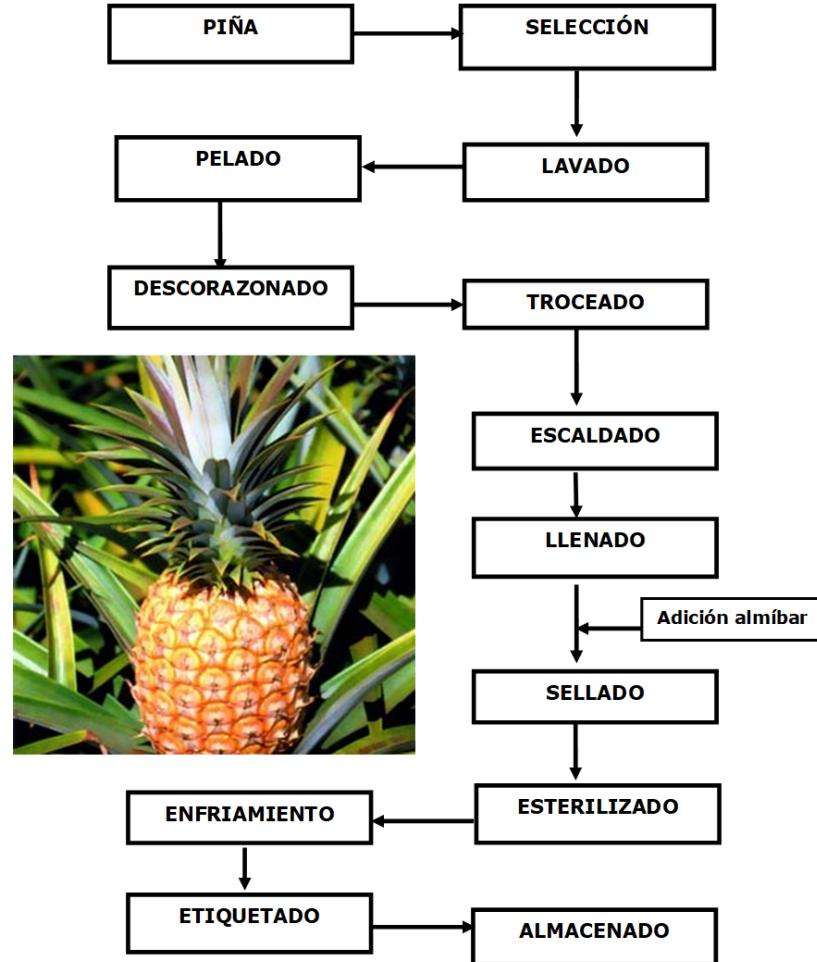 PIÑA
SELECCIÓN
LAVADO
PELADO
DESCORAZONADO
TROCEADO
ESCALDADO
LLENADO
Adición almíbar
SELLADO
ESTERILIZADO
ENFRIAMIENTO
ETIQUETADO
ALMACENADO